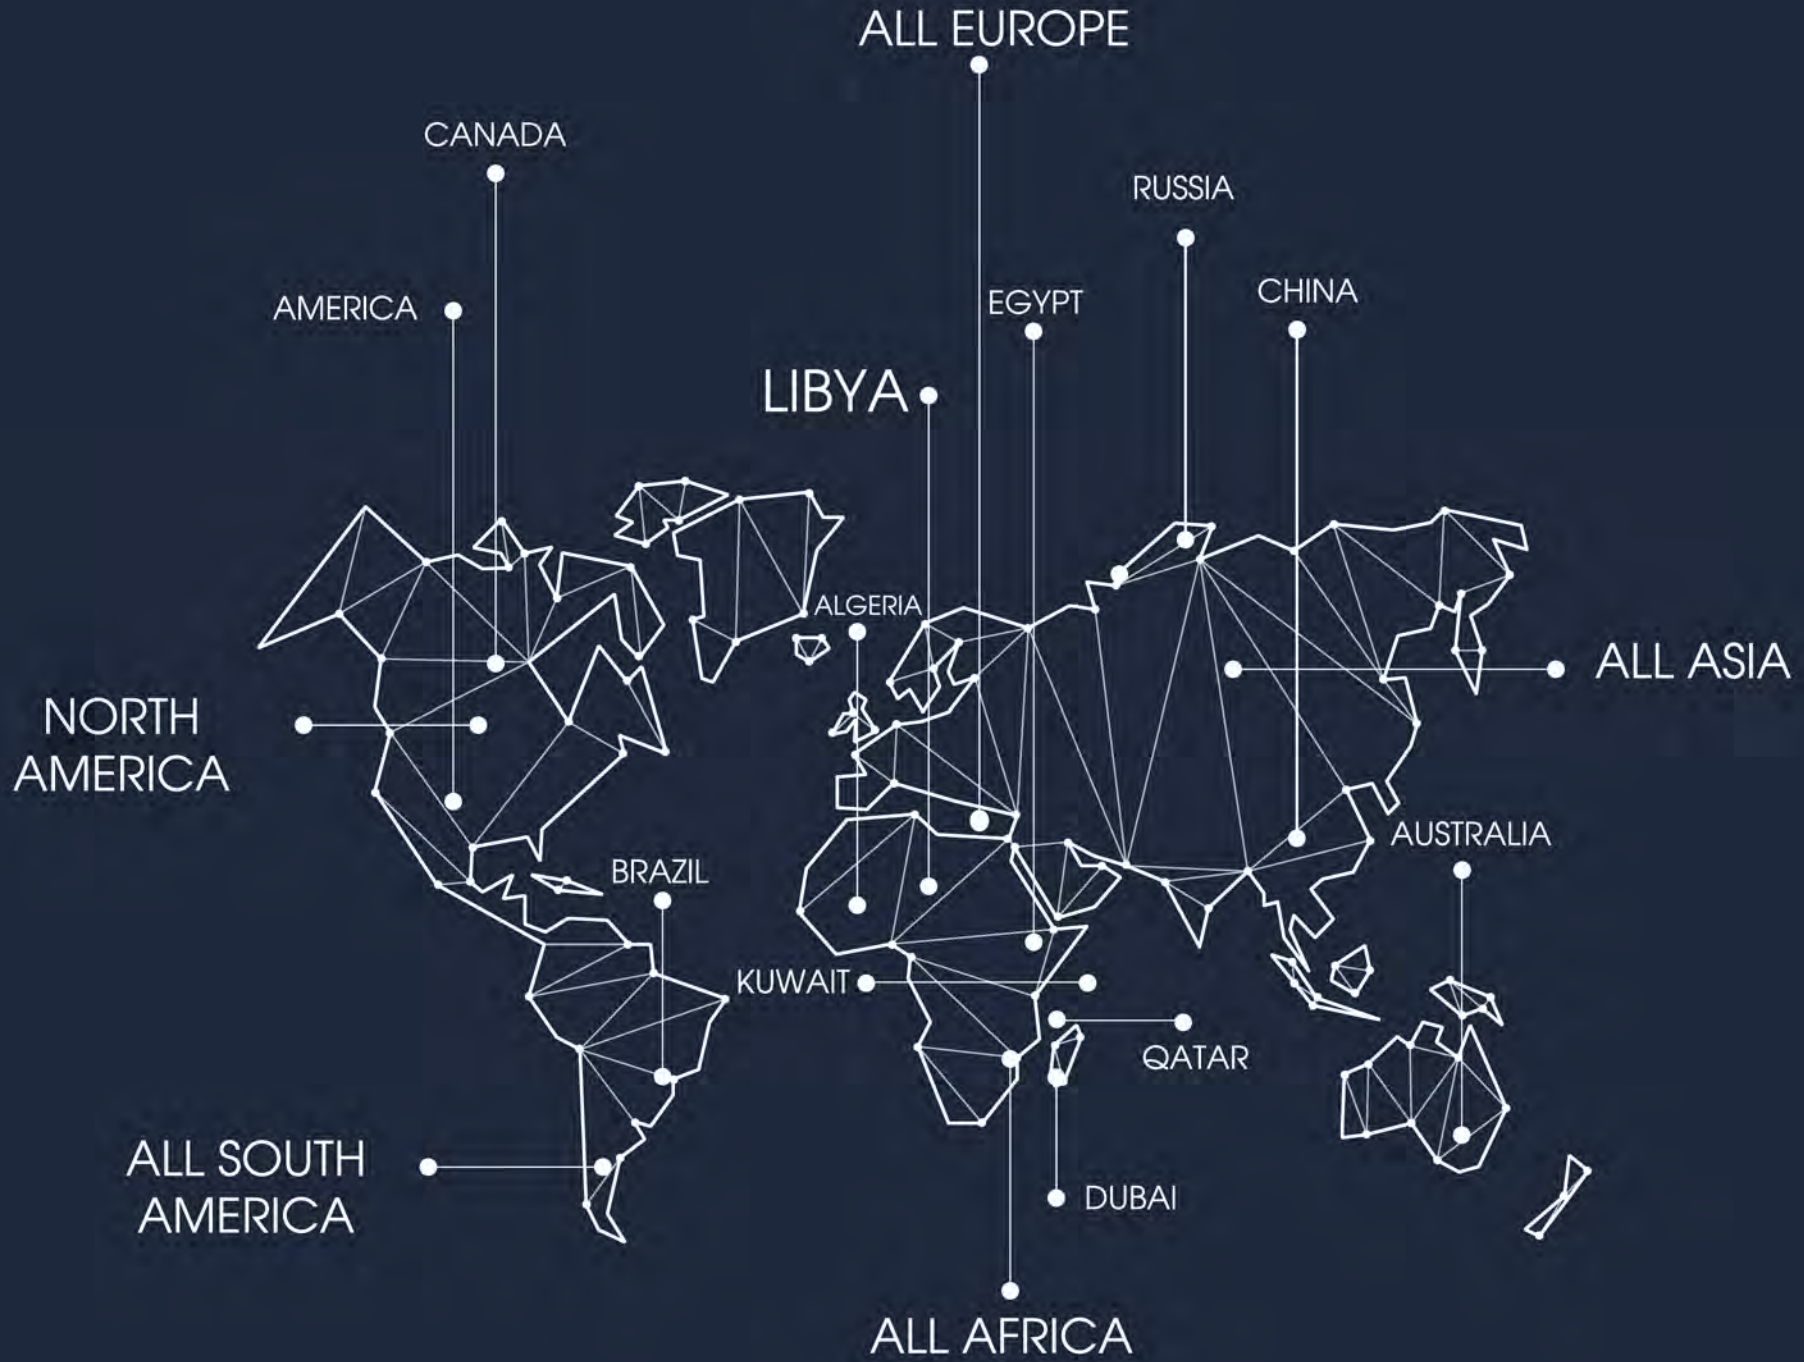 ALL EUROPE
CANADA
RUSSIA
CHINA
EGYPT
AMERICA
LIBYA
ALGERIA
ALL ASIA
NORTH
AMERICA
AUSTRALIA
BRAZIL
KUWAIT
QATAR
ALL SOUTH
AMERICA
DUBAI
ALL AFRICA